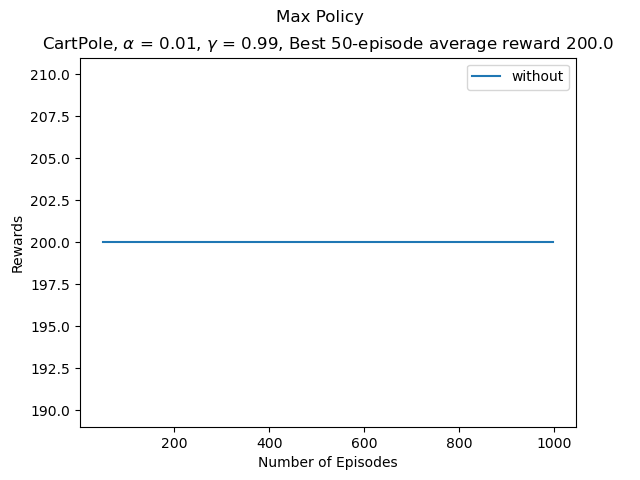 Max Policy
CartPole, α = 0.01, γ = 0.99, Best 50-episode average reward 200.0
without
210.0
207.5
205.0
202.5
200.0
197.5
195.0
192.5
190.0
Rewards
200
400
600
800
1000
Number of Episodes